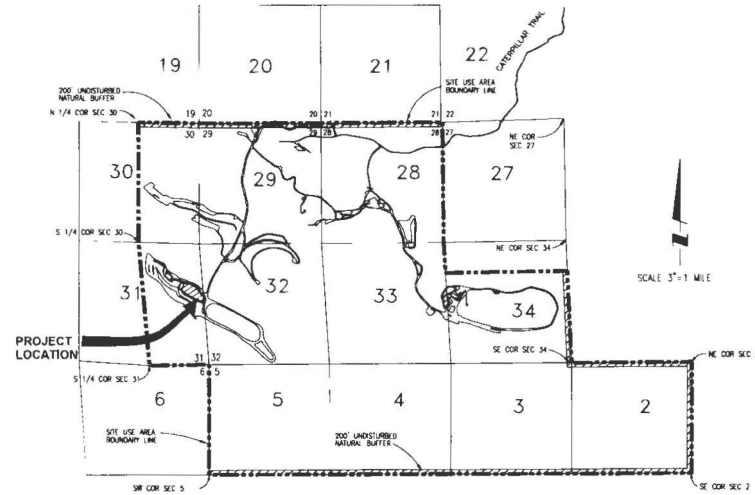 19
20
21
22
CATERPILLAR TRAIL
200' UNDISTURBED
NATURAL BUFFER
SITE USE AREA
BOUNDARY LINE
N 1/4 COR SEC 30
19 20
30 29
20 21
29 28
21 22
28 27
NE COR
SEC 27
30
29
28
27
S 1/4 COR SEC 30
NE COR SEC 34
SCALE 3"=1 MILE
31
32
33
34
PROJECT
LOCATION
31 32
6 5
SE COR SEC 34
NE COR SEC
S 1/4 COR SEC 31
6
5
4
3
2
SITE USE AREA
BOUNDARY LINE
200' UNDISTURBED
NATURAL BUFFER
SW COR SEC 5
SE COR SEC 2